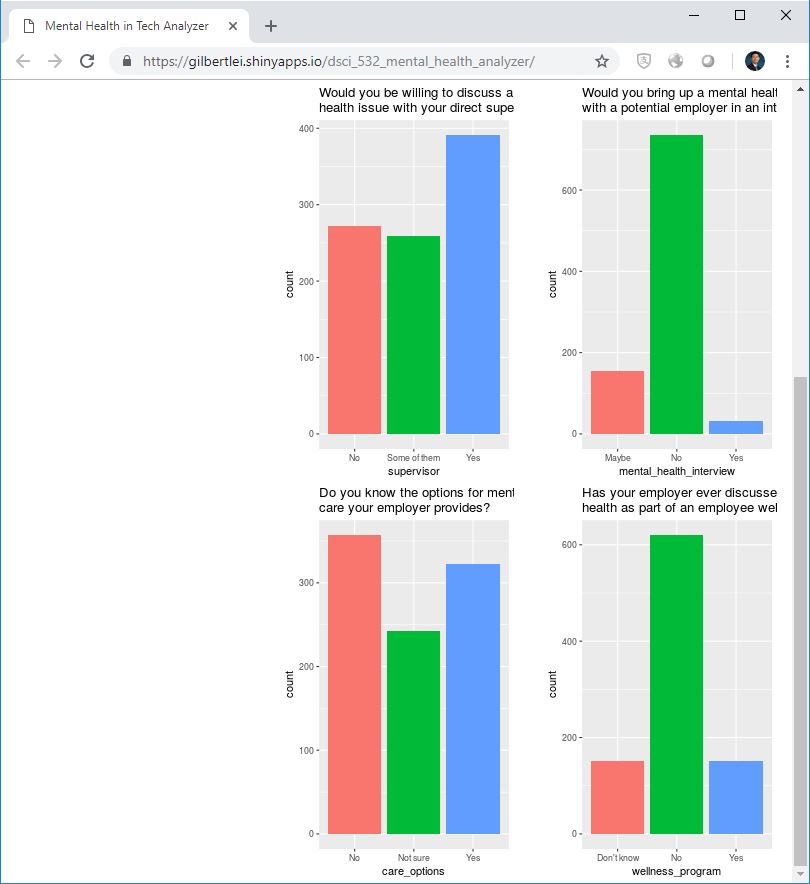 Mental Health in Tech Analyzer
https://gilbertlei.shinyapps.io/dsci_532_mental_health_analyzer/
Would you be willing to discuss a
health issue with your direct supe
400
300
200
100
0
count
No Some of them Yes
supervisor
Would you bring up a mental healt
with a potential employer in an int
600
400
200
0
count
Maybe No Yes
mental_health_interview
Do you know the options for ment
care your employer provides?
300
200
100
0
count
No Not sure Yes
care_options
Has your employer ever discusse
health as part of an employee wel
600
400
200
0
count
Don't know No Yes
wellness_program